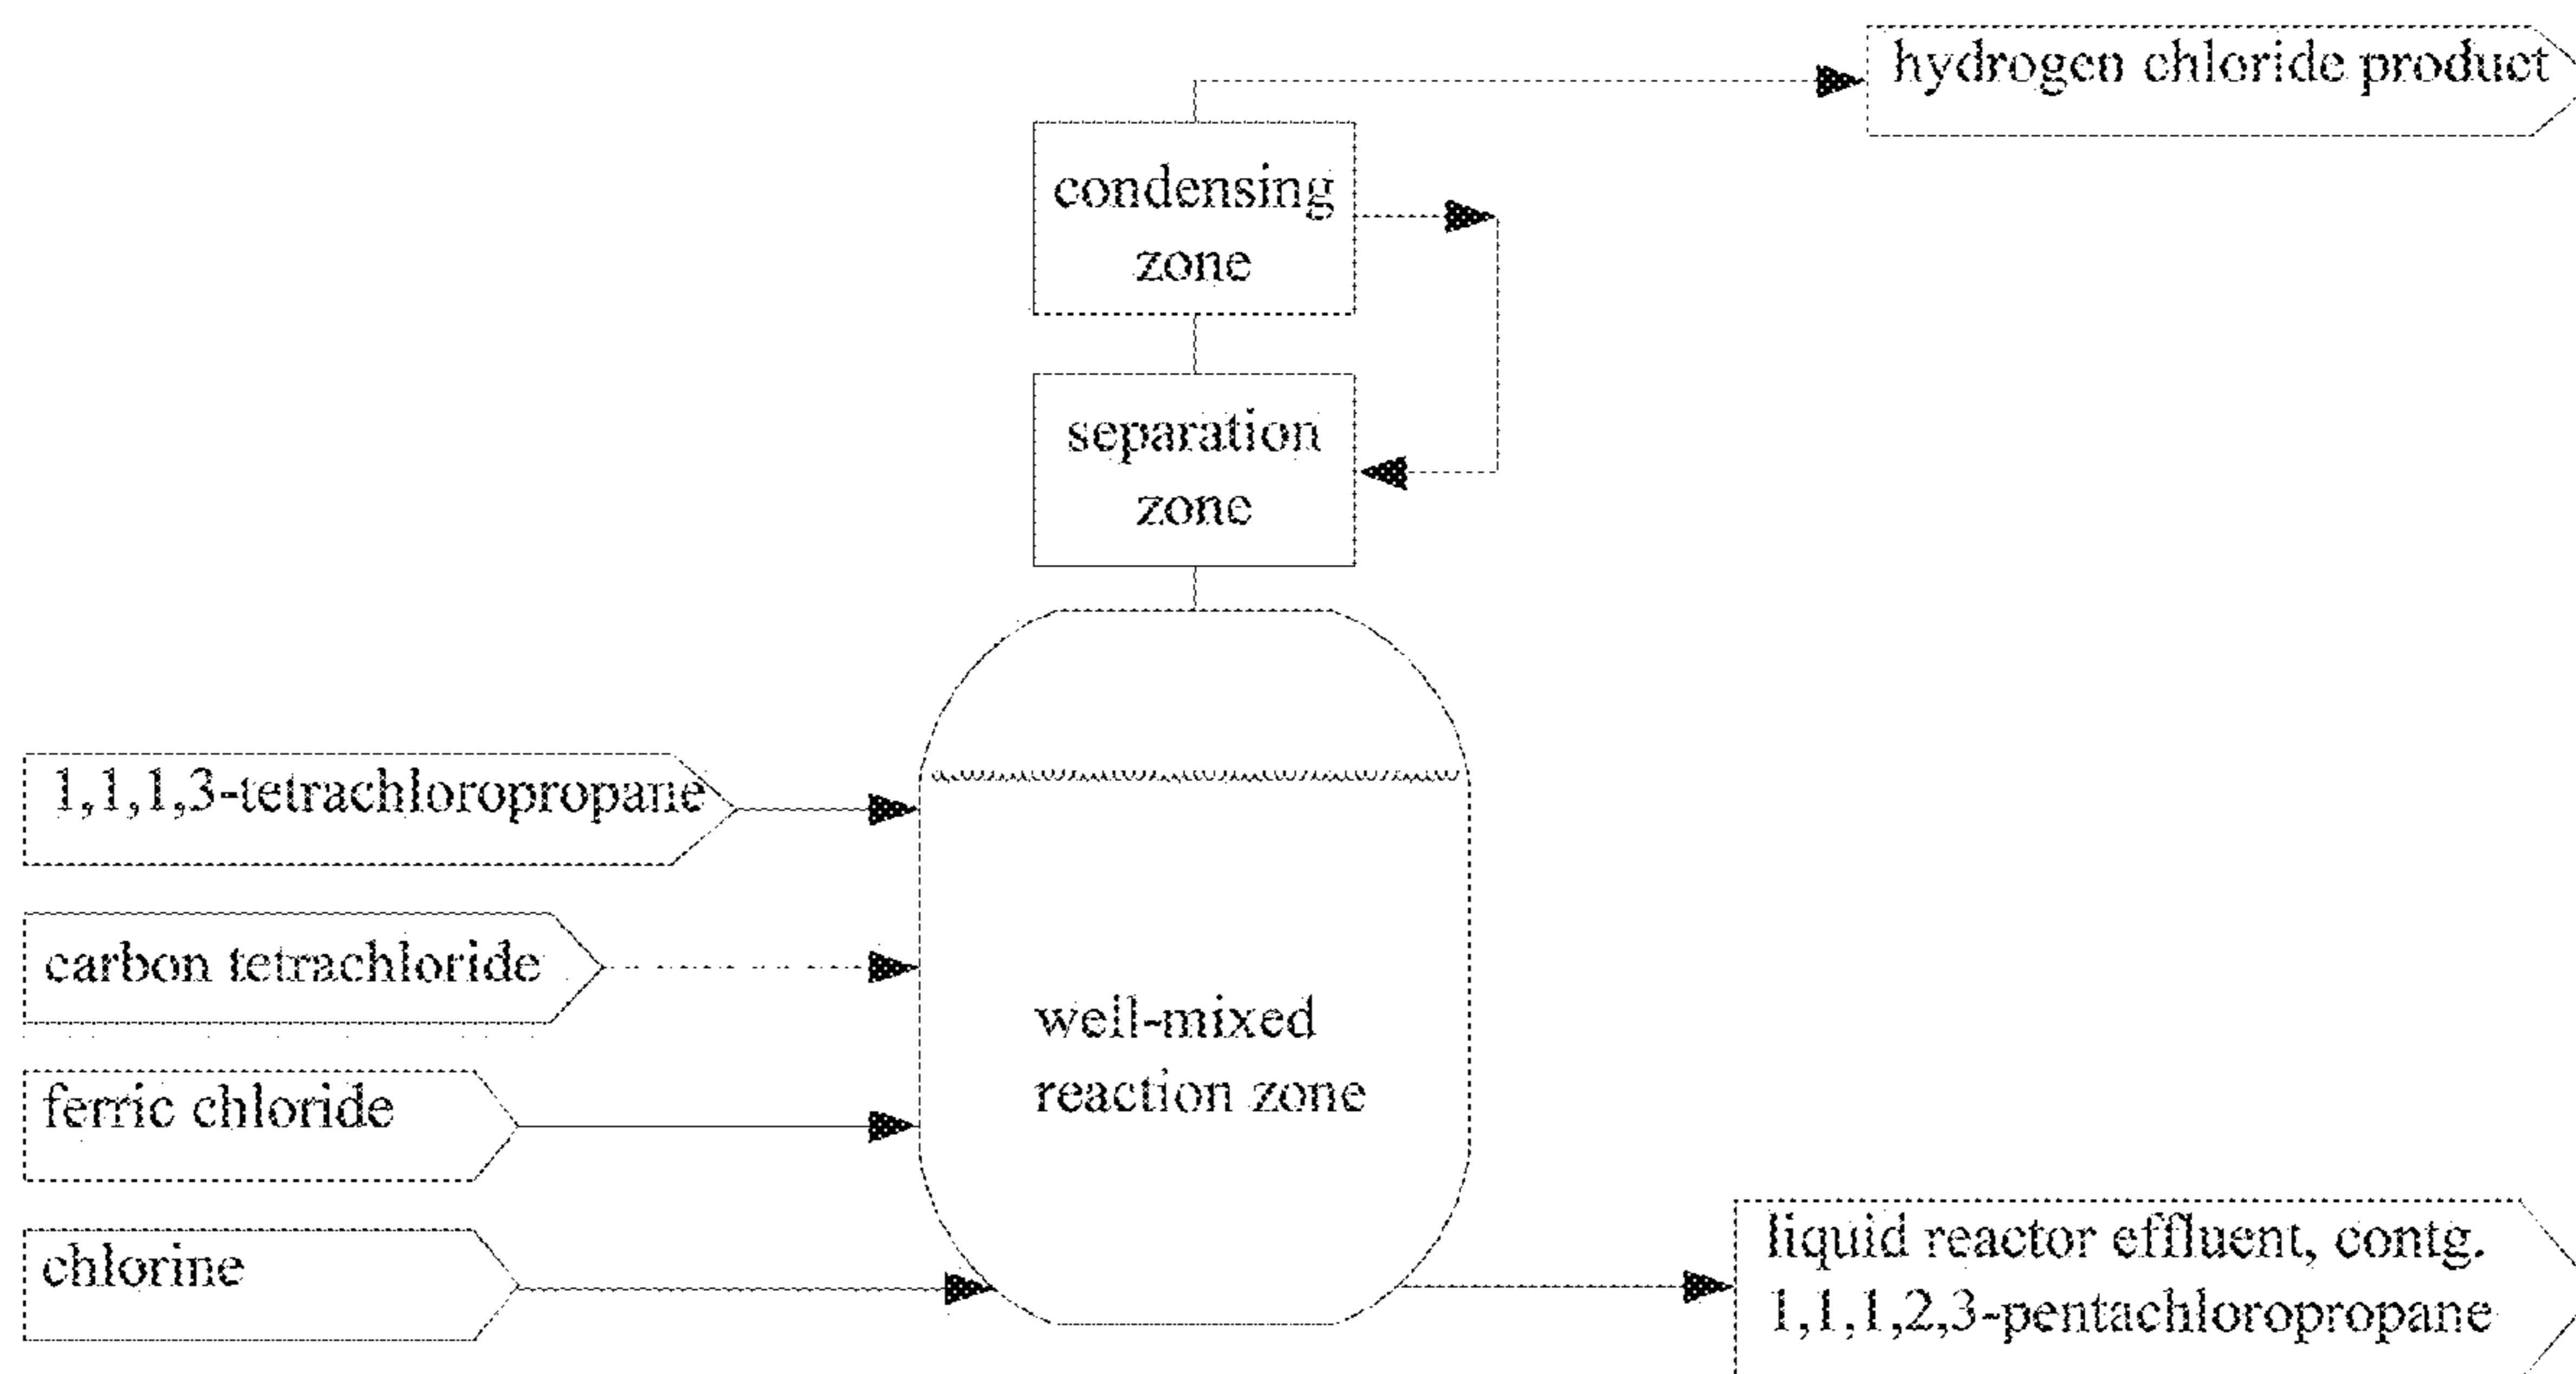 hydrogen chloride product
condensing
zone
separation
zone
1,1,1,3-tetrachloropropane
carbon tetrachloride
ferric chloride
chlorine
well-mixed
reaction zone
liquid reactor effluent, contg.
1,1,1,2,3-pentachloropropane